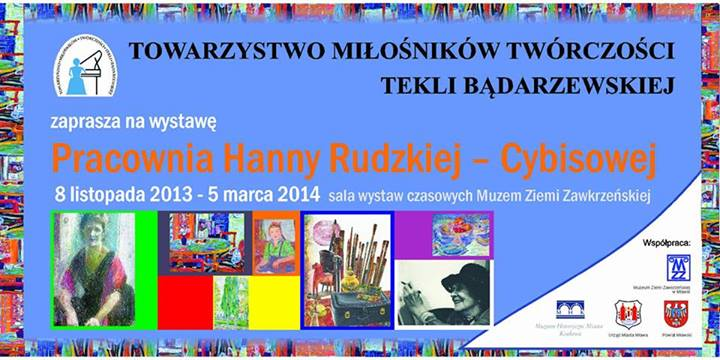 TOWARZYSTWO MIŁOŚNIKÓW TWÓRCZOŚCI
TEKLI BĄDARZEWSKIEJ
zaprasza na wystawę
Pracownia Hanny Rudzkiej – Cybisowej
8 listopada 2013 - 5 marca 2014 sala wystaw czasowych Muzem Ziemi Zawkrzeńskiej
Współpraca:
Muzeum Ziemi Zawkrzeńskiej
w Mławie
MHK
Muzeum Historyczne Miasta
Krakowa
Urząd Miasta Mława
Powiat Mławski